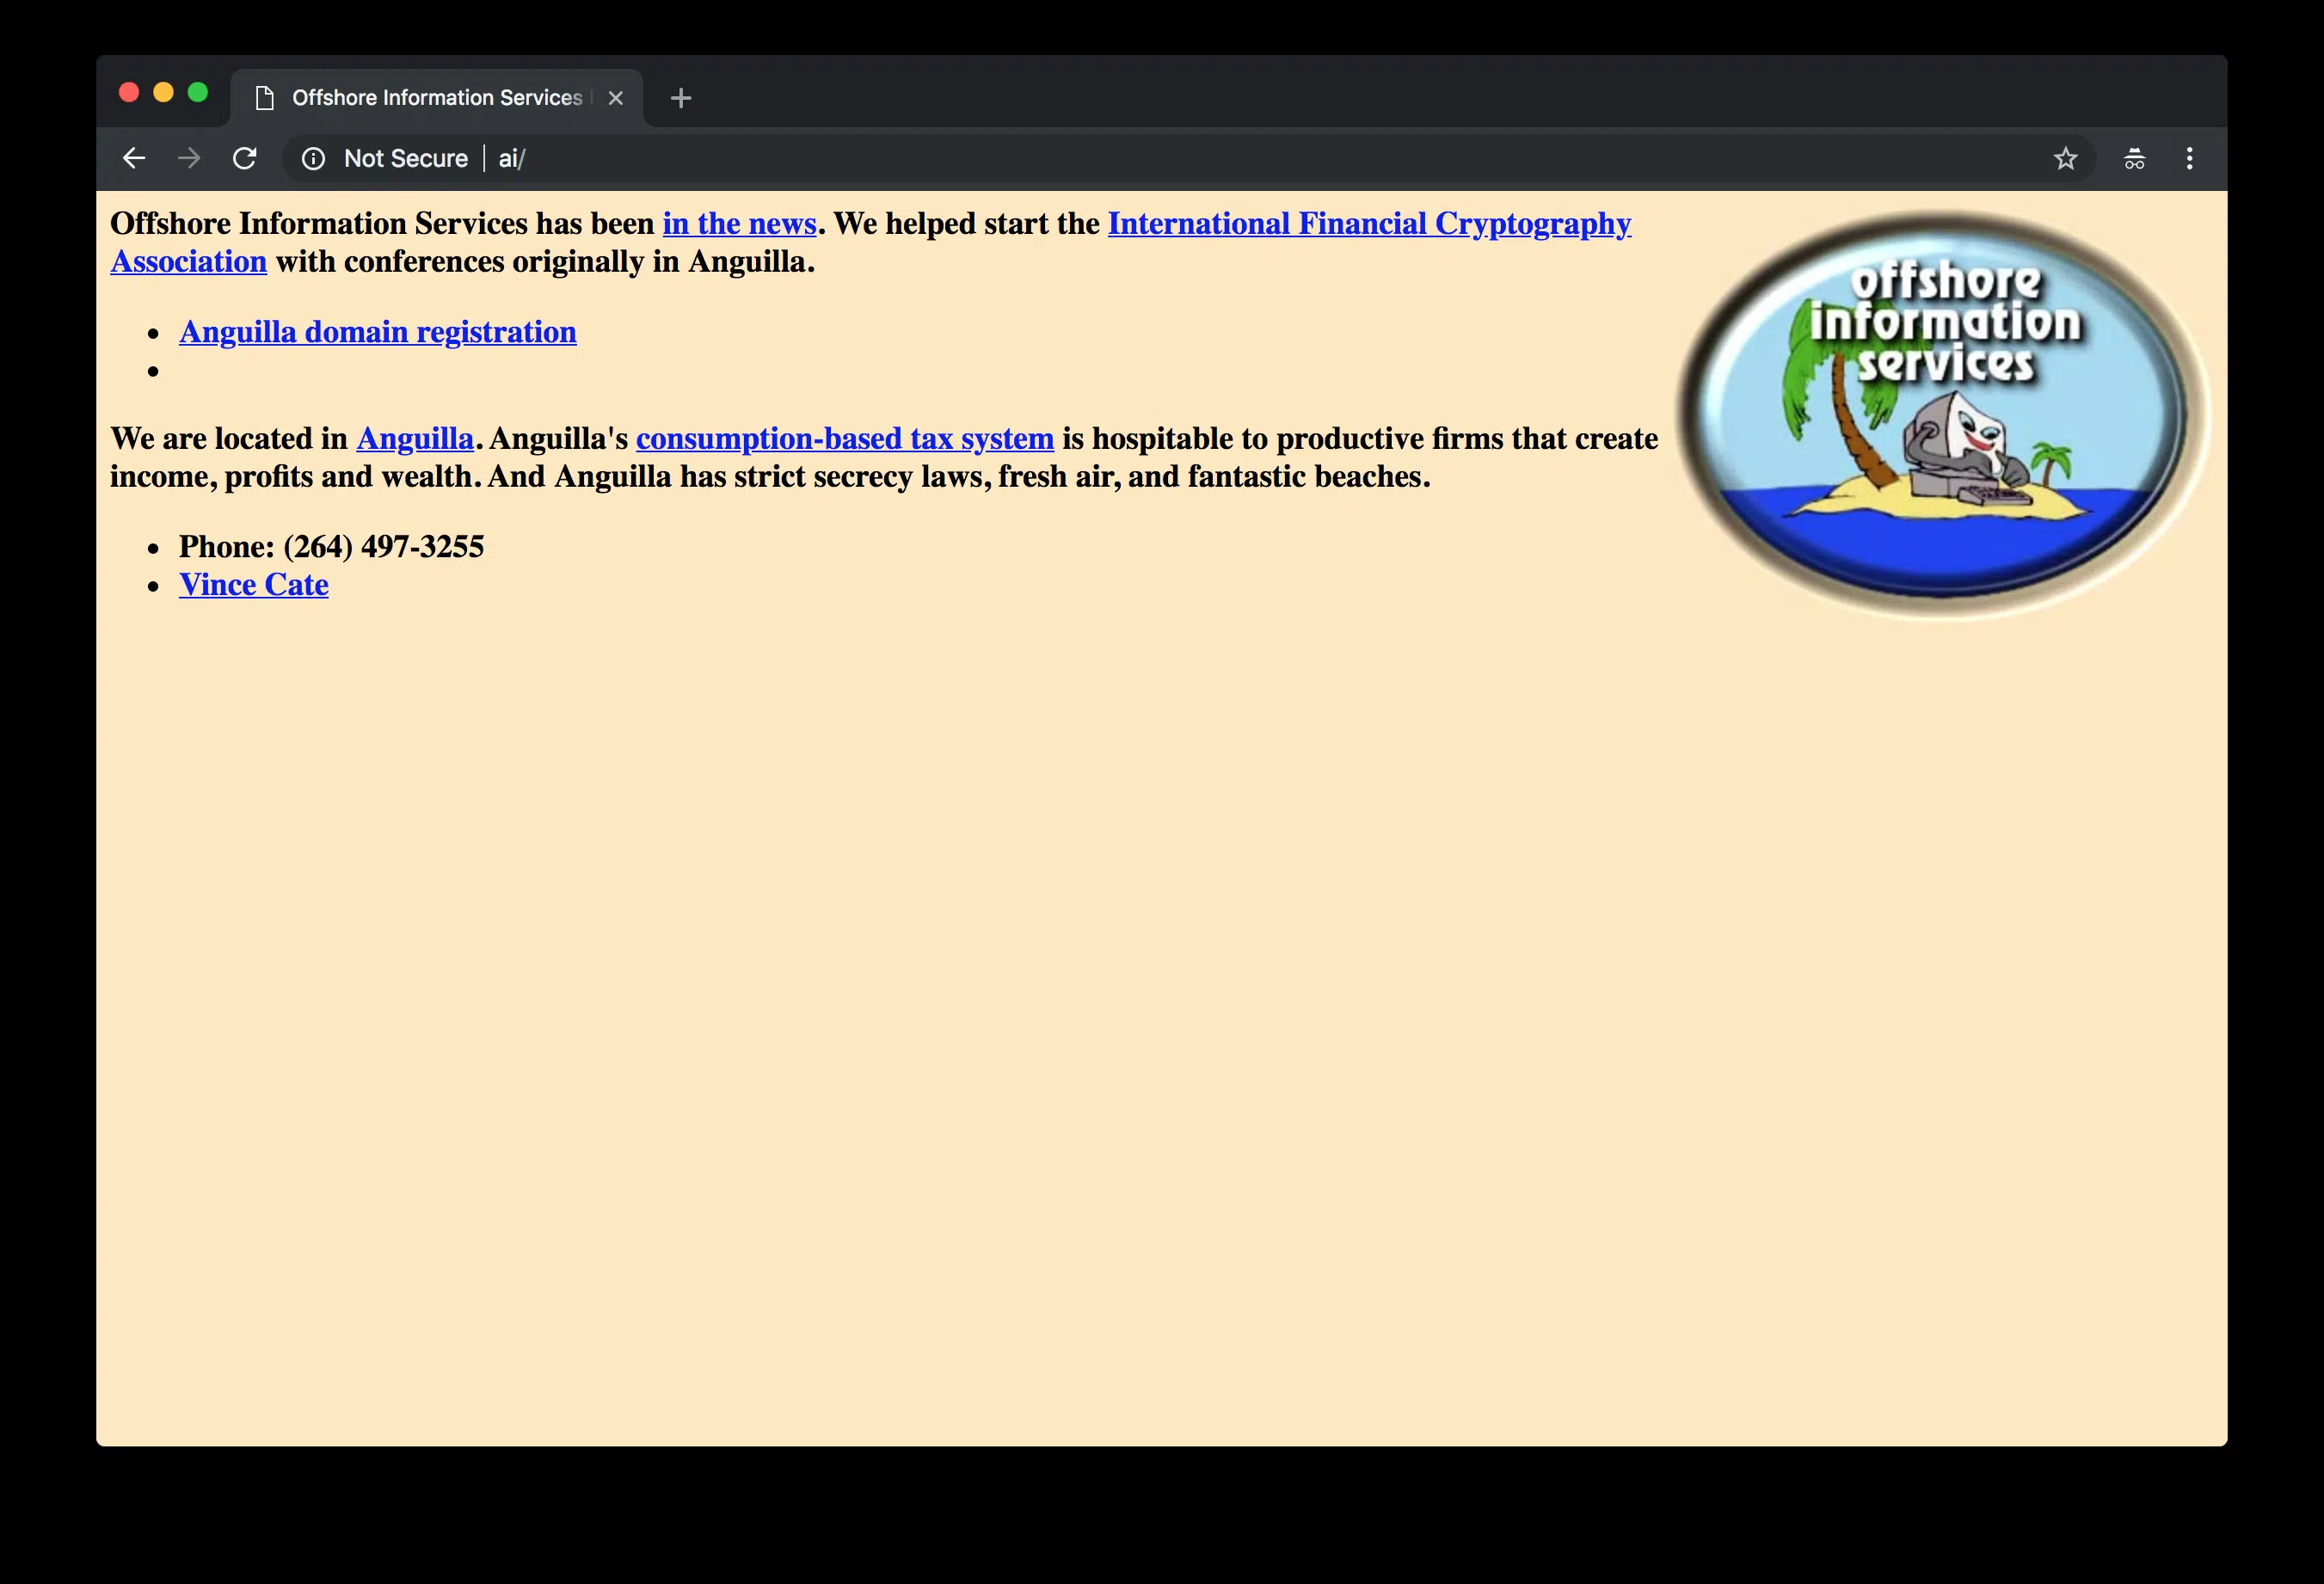 Offshore Information Services
Not Secure | ai/
Offshore Information Services has been in the news. We helped start the International Financial Cryptography
Association with conferences originally in Anguilla.
offshore
information
services
• Anguilla domain registration
•
We are located in Anguilla. Anguilla's consumption-based tax system is hospitable to productive firms that create
income, profits and wealth. And Anguilla has strict secrecy laws, fresh air, and fantastic beaches.
• Phone: (264) 497-3255
• Vince Cate